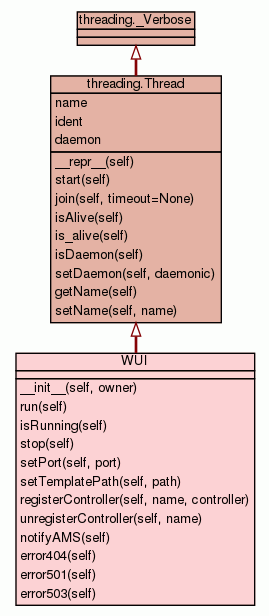 threading._Verbose
threading.Thread
name
ident
daemon
__repr__(self)
start(self)
join(self, timeout=None)
isAlive(self)
is_alive(self)
isDaemon(self)
setDaemon(self, daemonic)
getName(self)
setName(self, name)
WUI
__init__(self, owner)
run(self)
isRunning(self)
stop(self)
setPort(self, port)
setTemplatePath(self, path)
registerController(self, name, controller)
unregisterController(self, name)
notifyAMS(self)
error404(self)
error501(self)
error503(self)